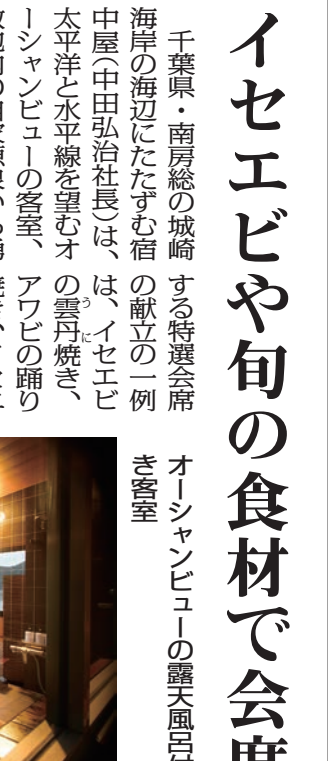 イセエビや旬の食材で会席
千葉県・南房総の城崎
海岸の海辺にたたずむ宿
中屋（中田弘治社長）は、
太平洋と水平線を望むオ
ーシャンビューの客室、
する特選会席
の献立の一例
は、イセエビ
の雲丹焼き、
うに
アワビの踊り
オーシャンビューの露天風呂付
き客室